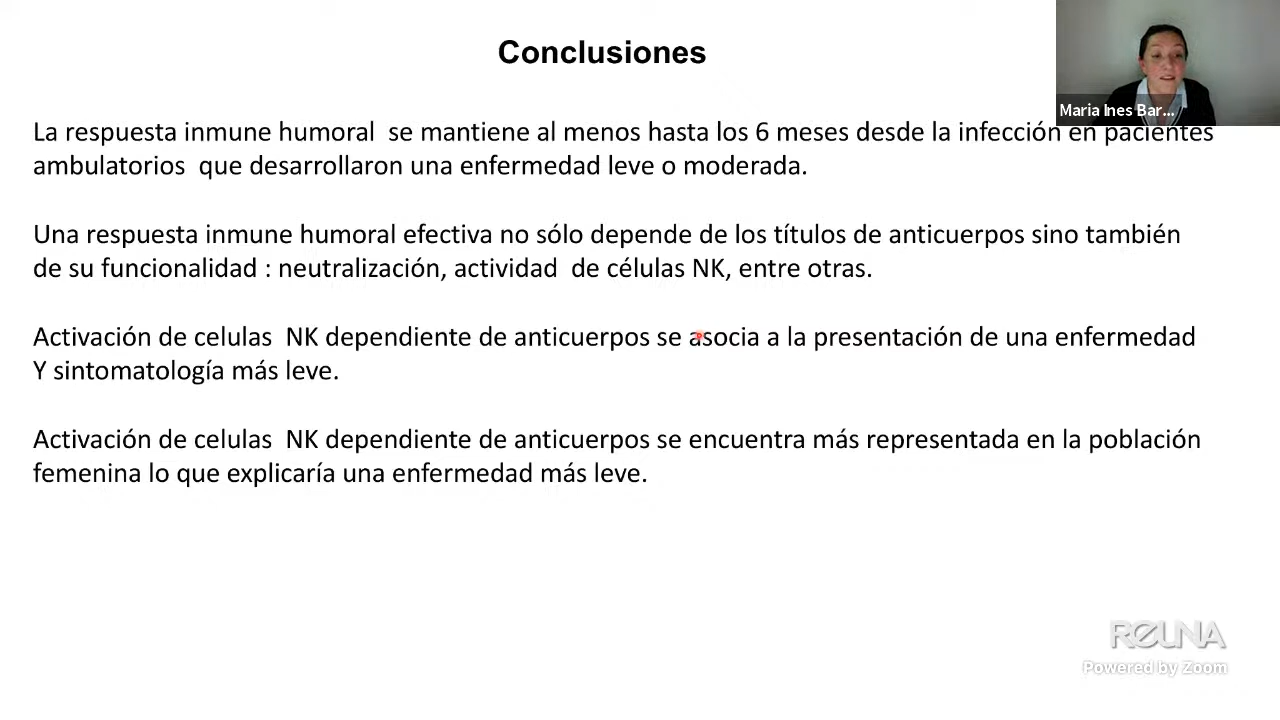 Conclusiones
Maria Ines Bar...
La respuesta inmune humoral se mantiene al menos hasta los 6 meses desde la infección en pacientes
ambulatorios que desarrollaron una enfermedad leve o moderada.
Una respuesta inmune humoral efectiva no sólo depende de los títulos de anticuerpos sino también
de su funcionalidad : neutralización, actividad de células NK, entre otras.
Activación de celulas NK dependiente de anticuerpos se asocia a la presentación de una enfermedad
Y sintomatología más leve.
Activación de celulas NK dependiente de anticuerpos se encuentra más representada en la población
femenina lo que explicaría una enfermedad más leve.
REUNA
Powered by Zoom